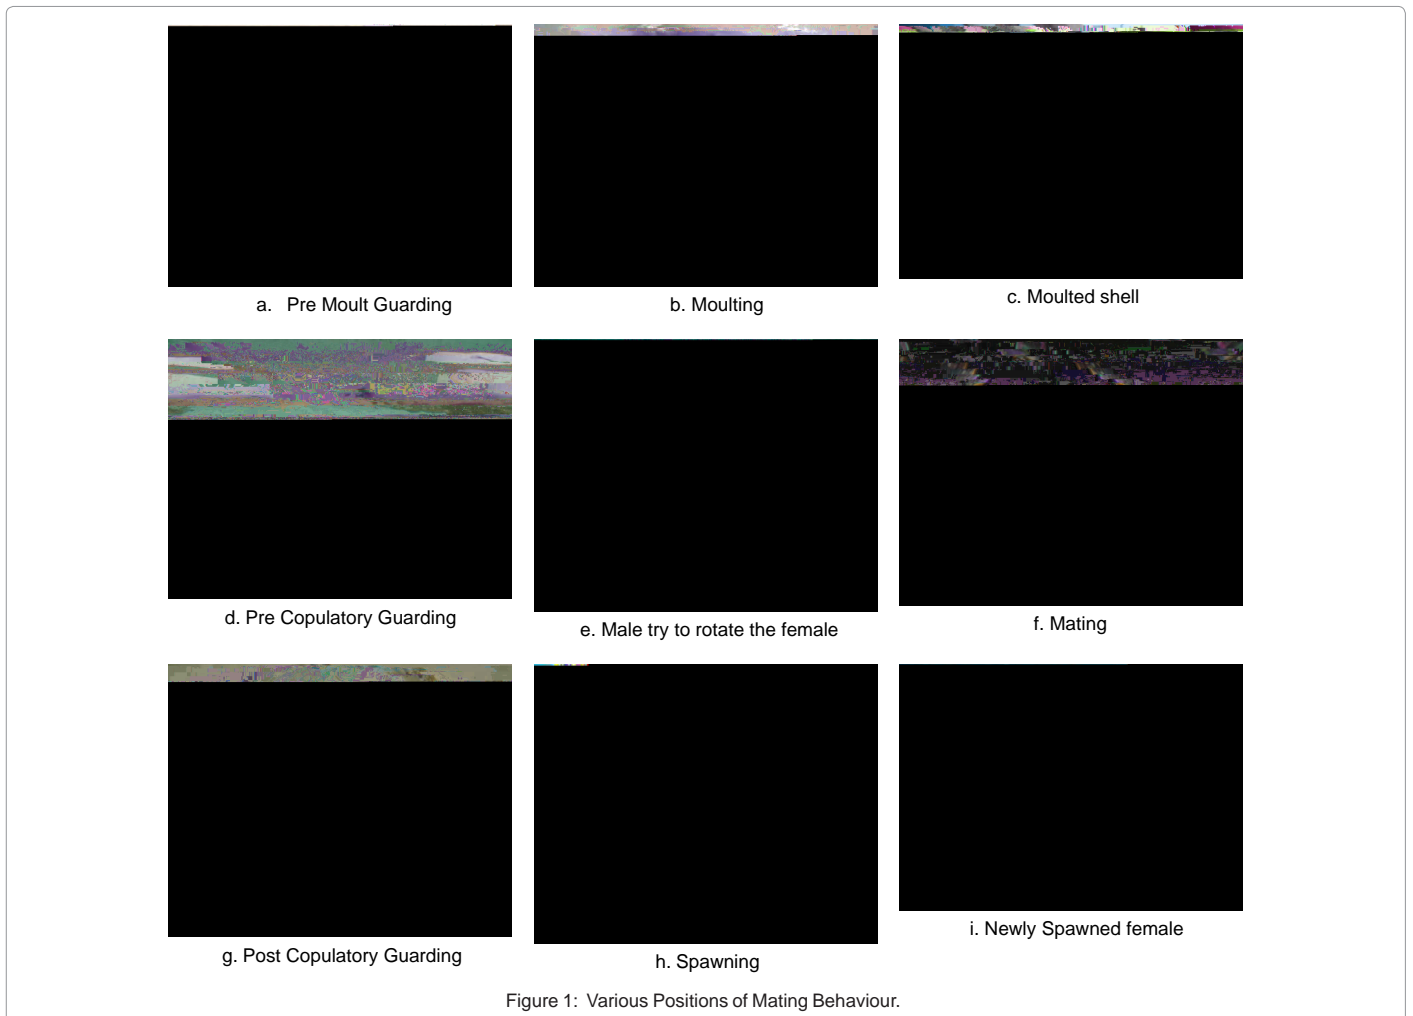 a. Pre Moult Guarding
b. Moulting
c. Moulted shell
d. Pre Copulatory Guarding
e. Male try to rotate the female
f. Mating
g. Post Copulatory Guarding
h. Spawning
i. Newly Spawned female
Figure 1: Various Positions of Mating Behaviour.